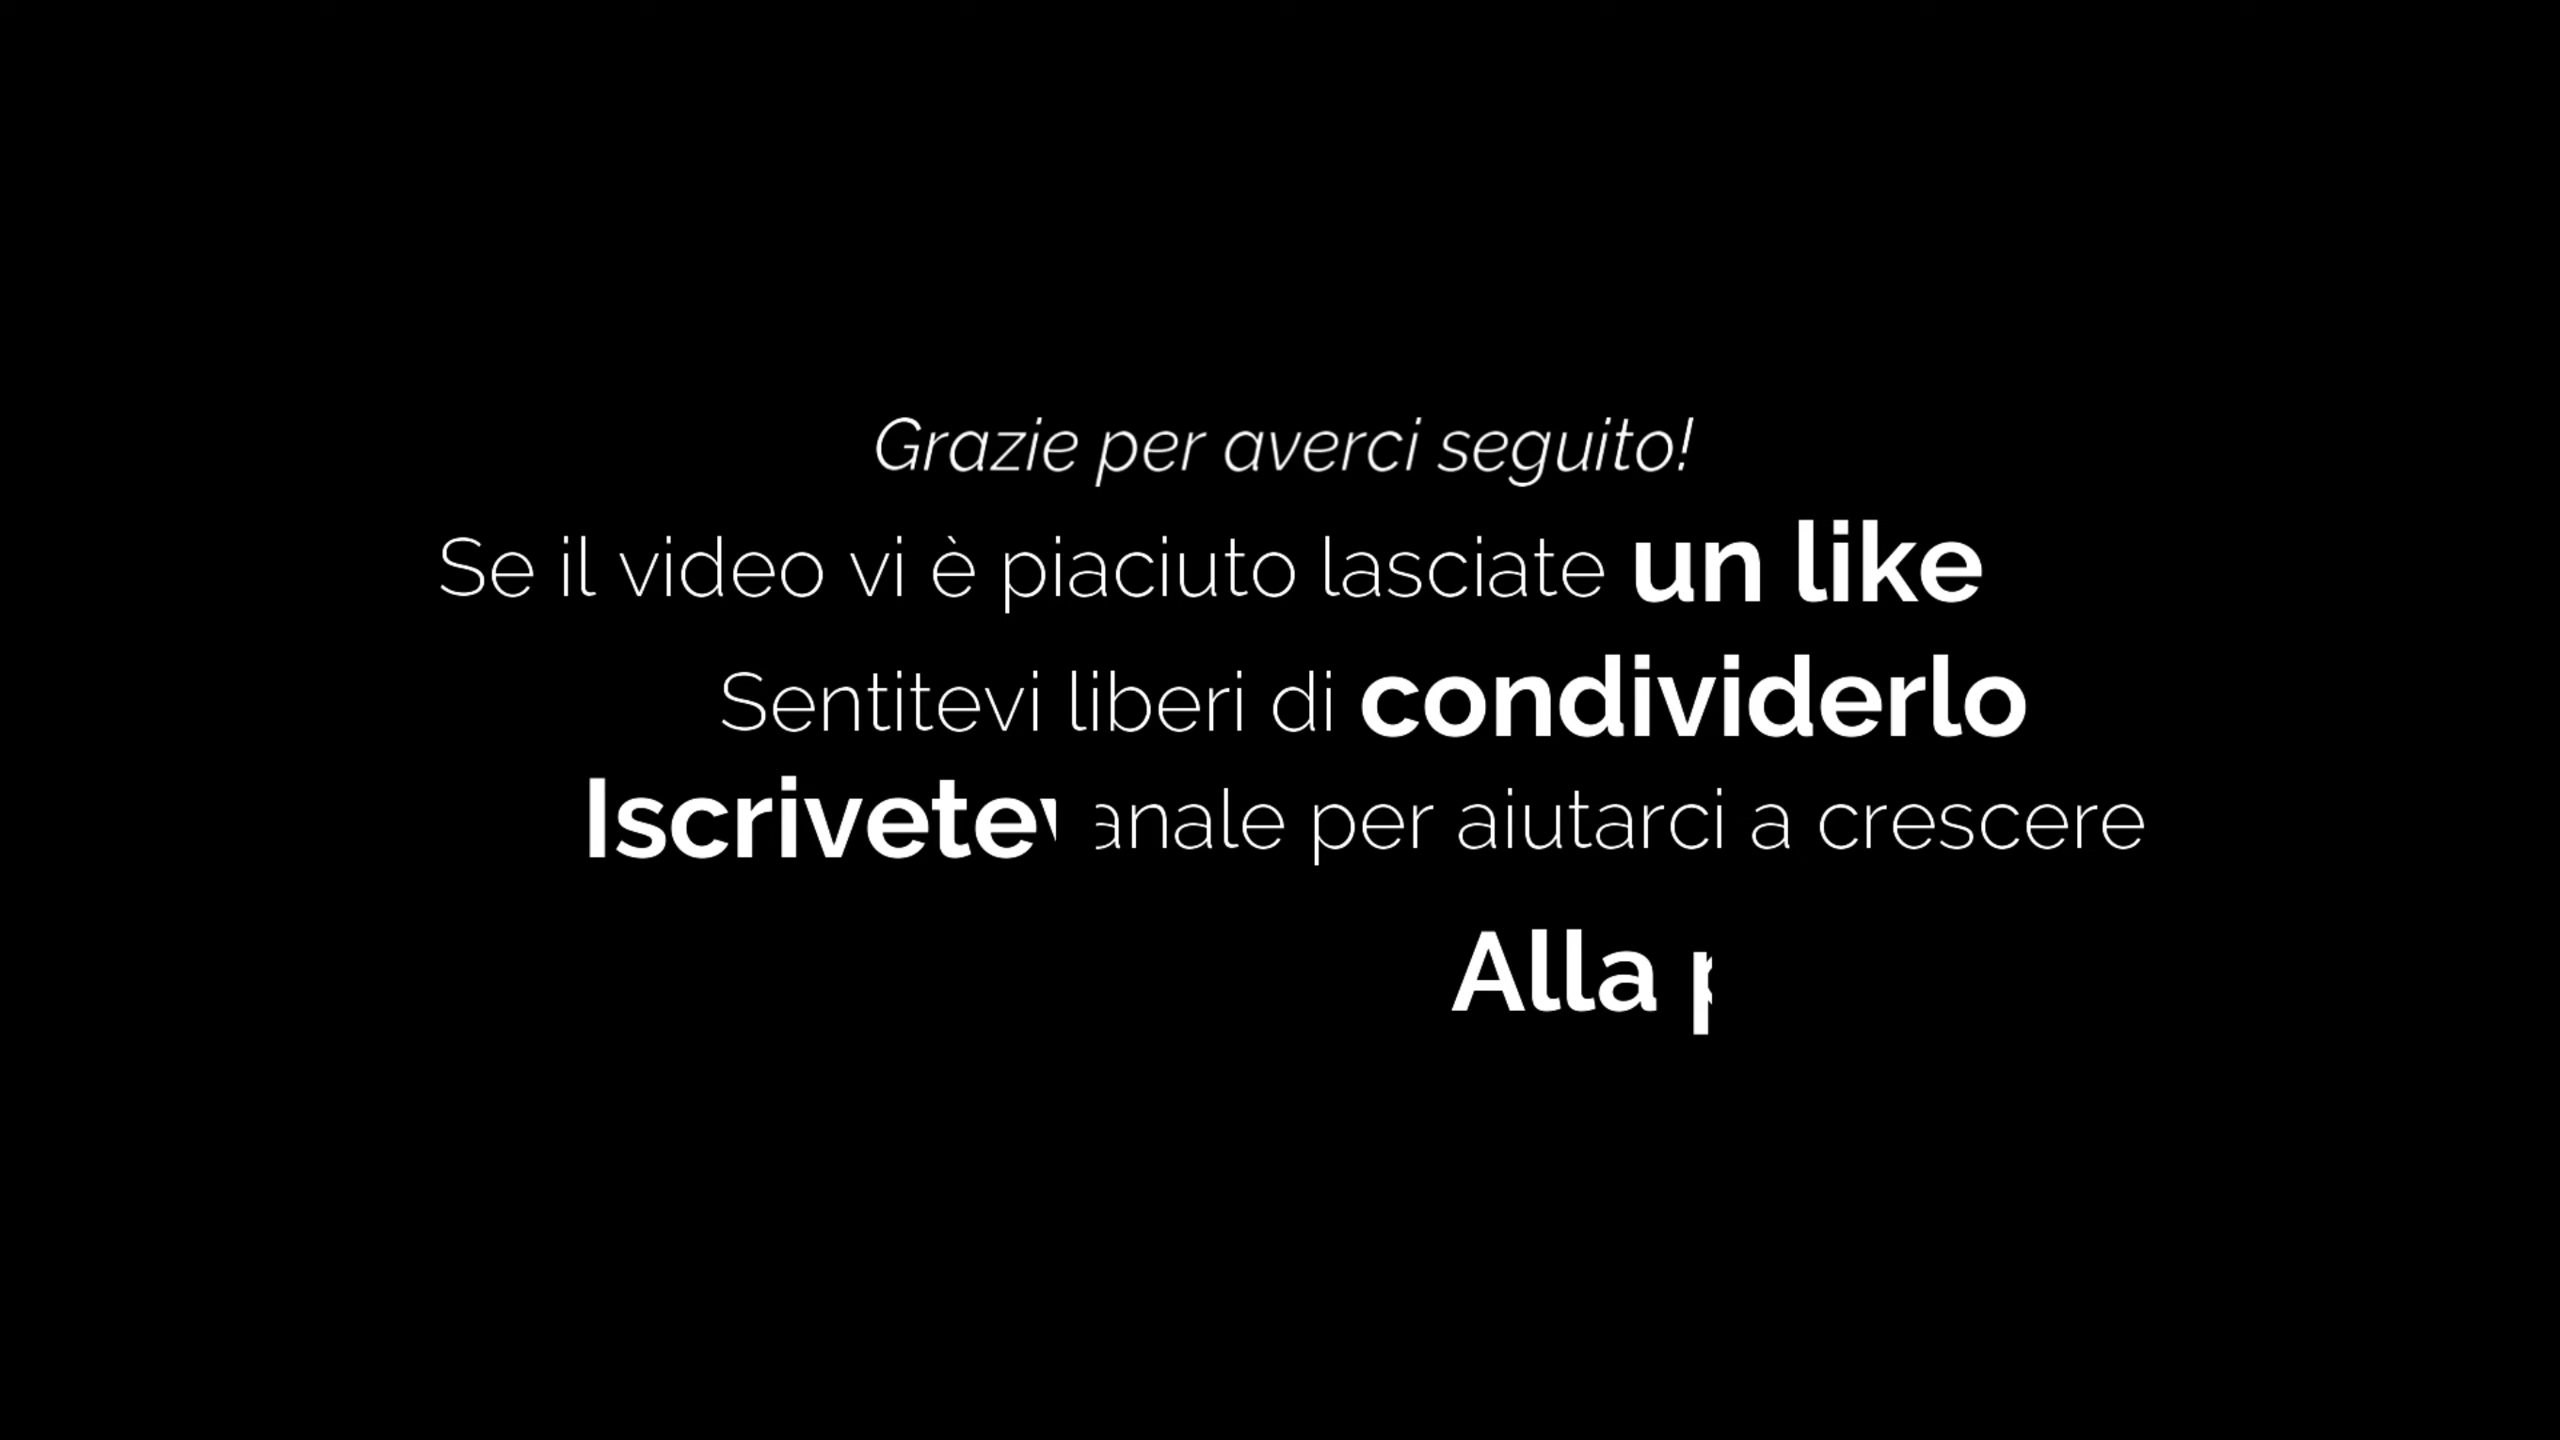 Grazie per averci seguito!
Se il video vi è piaciuto lasciate un like
Sentitevi liberi di condividerlo
Iscrivetev anale per aiutarci a crescere
Alla p